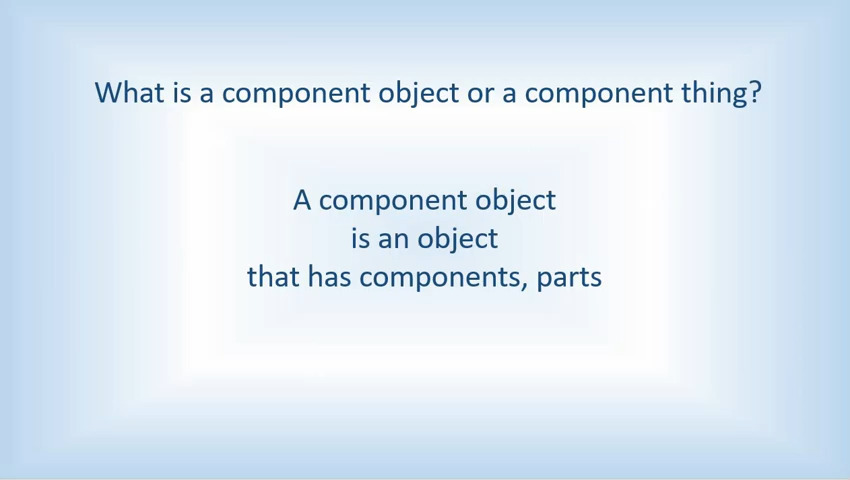 What is a component object or a component thing?
A component object
is an object
that has components, parts